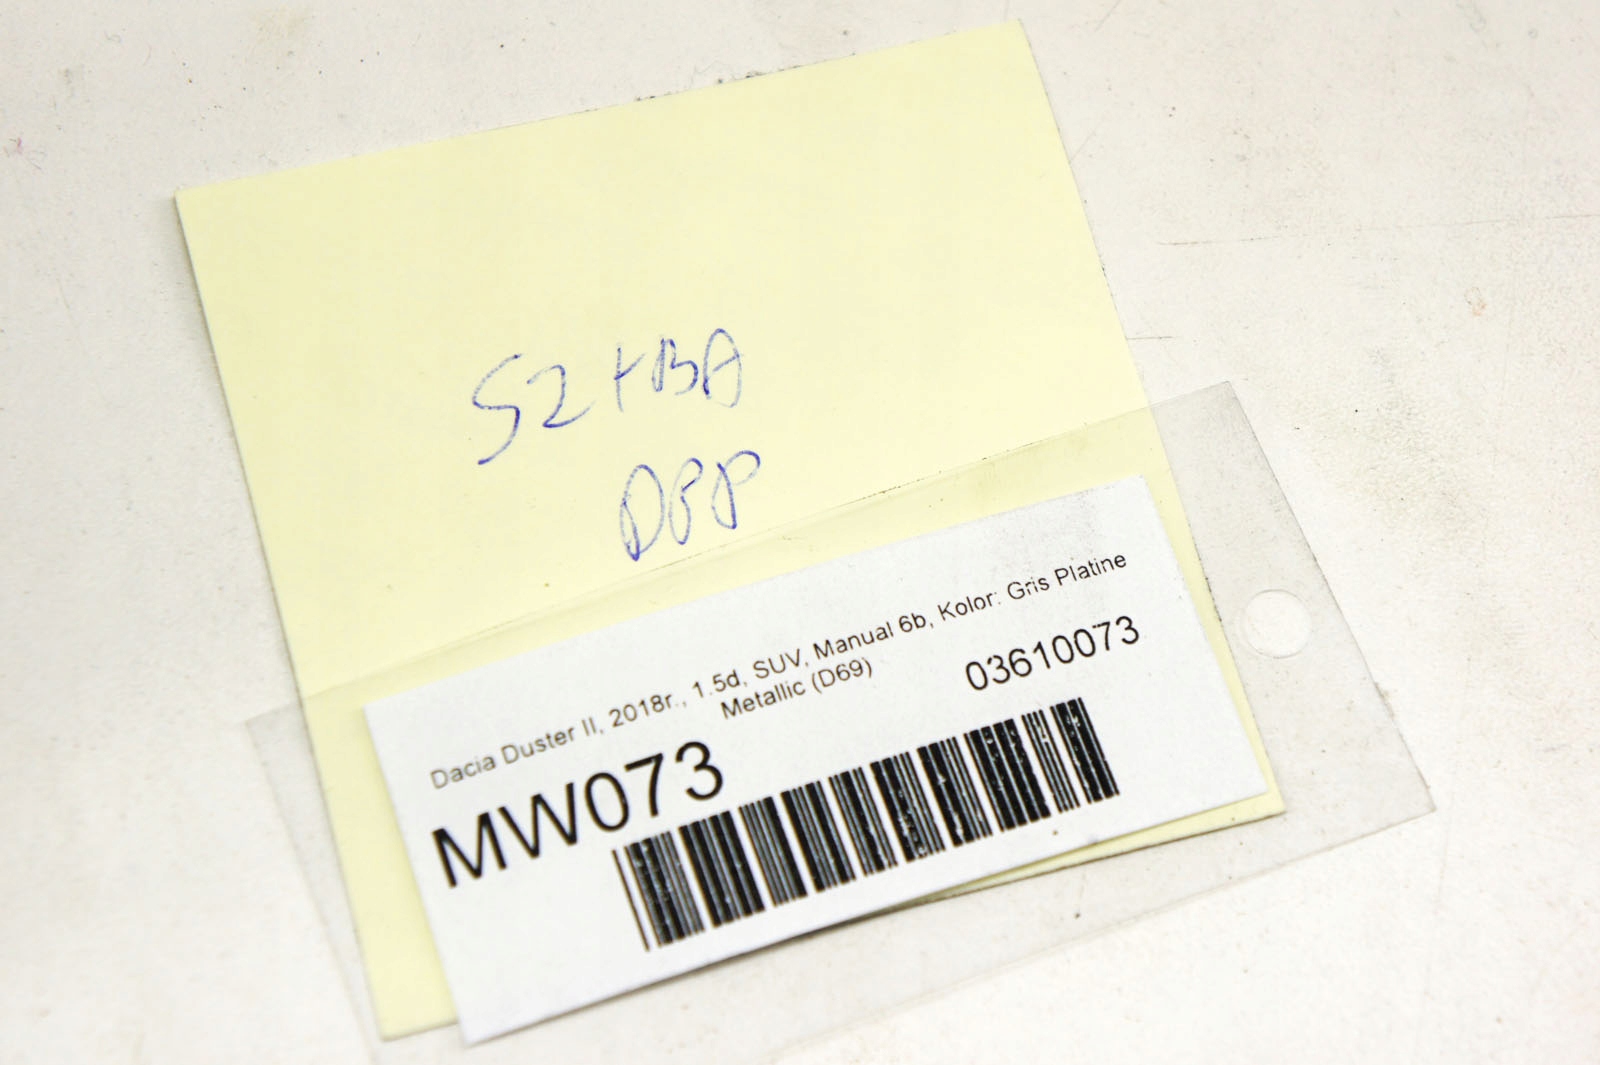 SZYBA
DPP
Dacia Duster II, 2018r., 1.5d, SUV, Manual 6b, Kolor: Gris Platine
Metallic (D69)
03610073
MW073